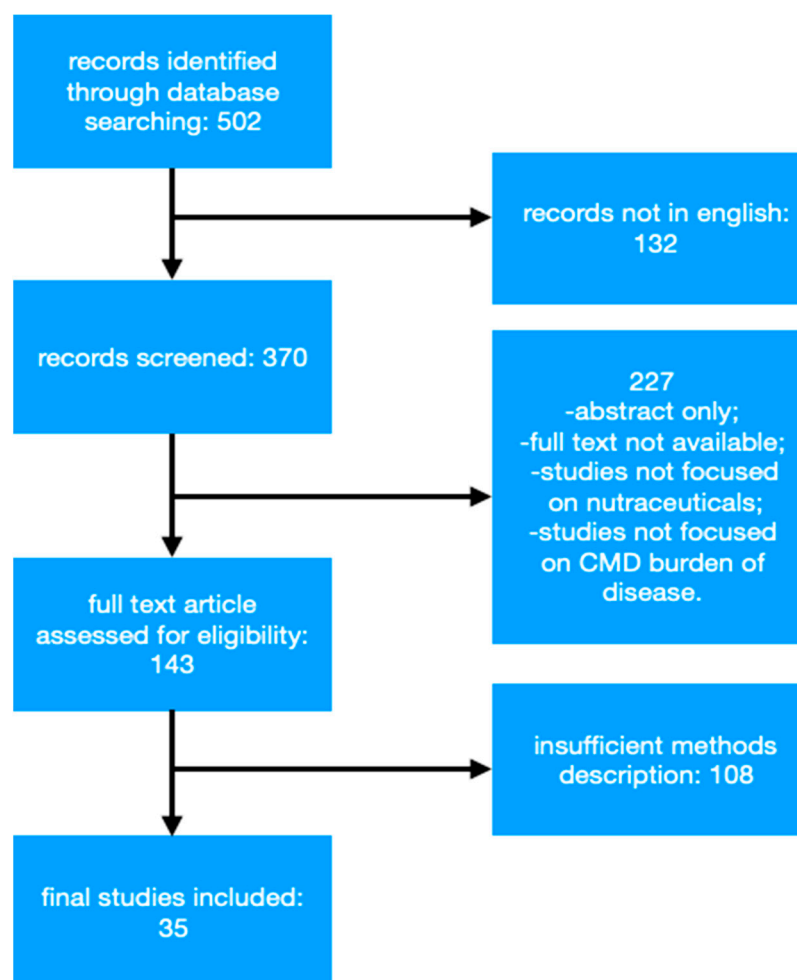 records identified
through database
searching: 502
records not in english:
132
records screened: 370
227
-abstract only;
-full text not available;
-studies not focused
on nutraceuticals;
-studies not focused
on CMD burden of
disease.
full text article
assessed for eligibility:
143
insufficient methods
description: 108
final studies included:
35